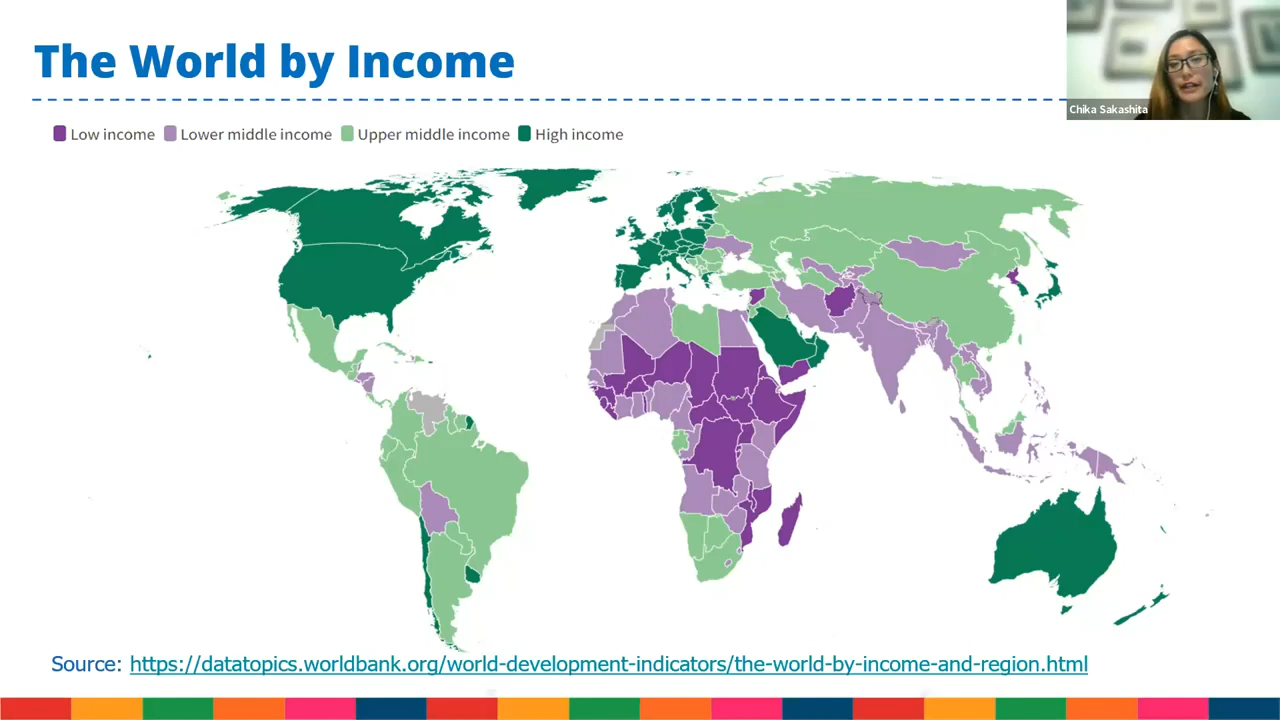 The World by Income
Chika Sakashita
Low income Lower middle income Upper middle income High income
Source: https://datatopics.worldbank.org/world-development-indicators/the-world-by-income-and-region.html